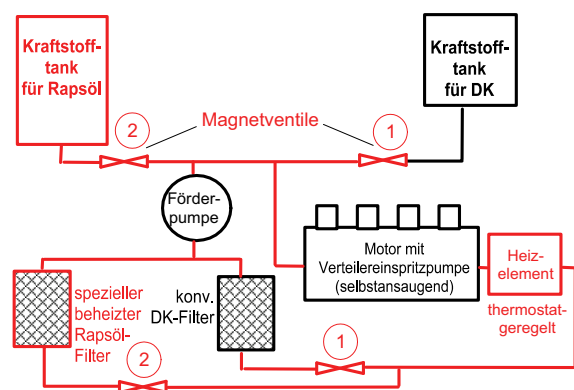 Kraftstoff-
tank
für Rapsöl
Kraftstoff-
tank
für DK
2
Magnetventile
1
Förder-
pumpe
Motor mit
Verteilereinspritzpumpe
(selbstansaugend)
Heiz-
element
thermostat-
geregelt
spezieller
beheizter
Rapsöl-
Filter
konv.
DK-Filter
1
2